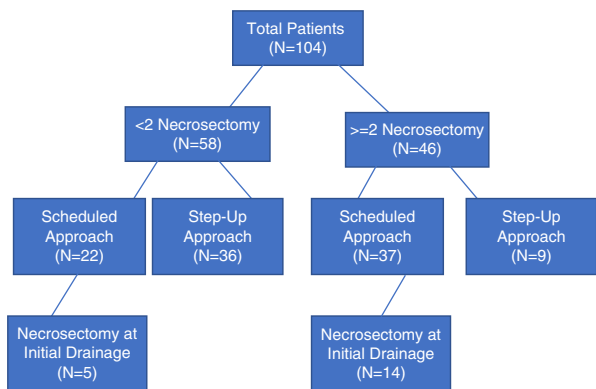 Total Patients
(N=104)
<2 Necrosectomy
(N=58)
>=2 Necrosectomy
(N=46)
Scheduled
Approach
(N=22)
Step-Up
Approach
(N=36)
Scheduled
Approach
(N=37)
Step-Up
Approach
(N=9)
Necrosectomy at
Initial Drainage
(N=5)
Necrosectomy at
Initial Drainage
(N=14)